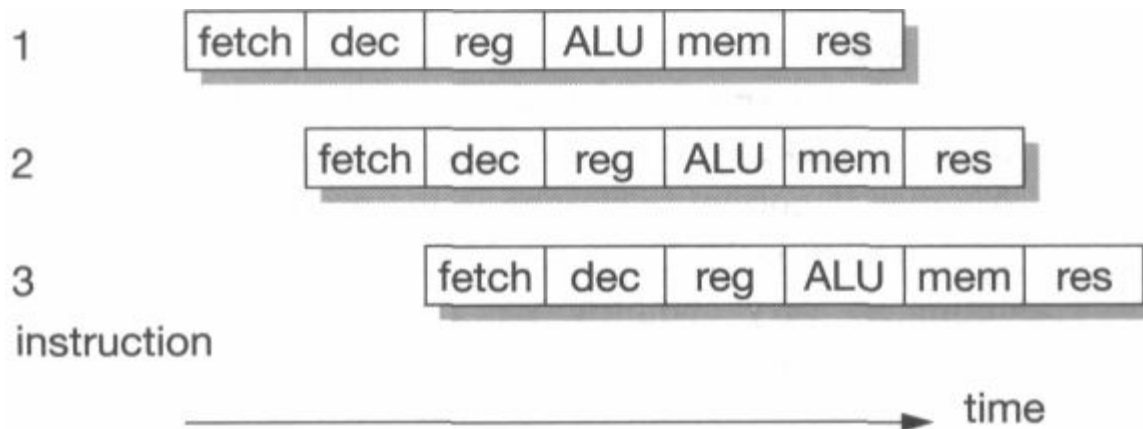 1 fetch dec reg ALU mem res
2 fetch dec reg ALU mem res
3 fetch dec reg ALU mem res
instruction
time